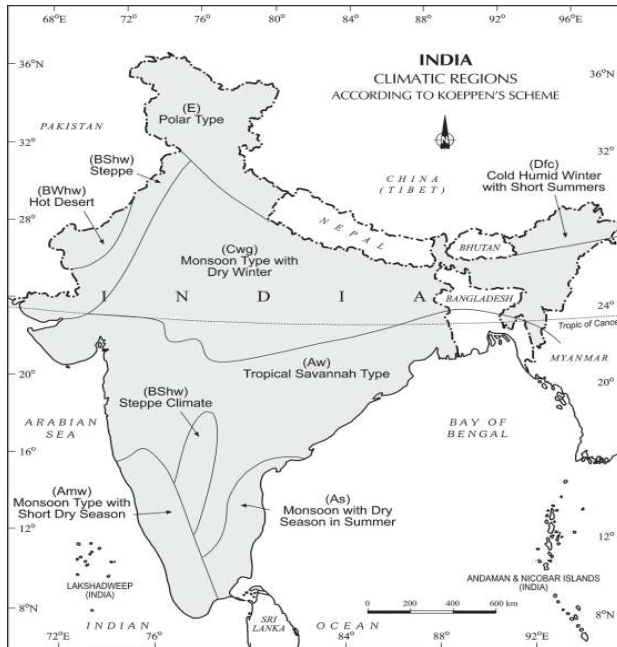 68°E
72°
76°
80°
84°
88°
92°
96°
36°N
INDIA
CLIMATIC REGIONS
ACCORDING TO KOEPPEN'S SCHEME
36°N
(E)
Polar Type
PAKISTAN
N
32°
(BShw)
Steppe
CHINA
(TIBET)
(Dfc)
Cold Humid Winter
with Short Summers
32°
(BWhw)
Hot Desert
28°
NEPAL
BHUTAN
28°
(Cwg)
Monsoon Type with
Dry Winter
24°
INDIA
BANGLADESH
24°
Tropic of Cancer
MYANMAR
20°
(Aw)
Tropical Savannah Type
20°
(BShw)
Steppe Climate
ARABIAN
SEA
BAY OF
BENGAL
16°
16°
(Amw)
Monsoon Type with
Short Dry Season
(As)
Monsoon with Dry
Season in Summer
12°
12°
LAKSHADWEEP
(INDIA)
ANDAMAN & NICOBAR ISLANDS
(INDIA)
8°N
0 200 400 600 km
8°N
INDIAN OCEAN
SRI
LANKA
72°E
76°
84°
88°E
92°E